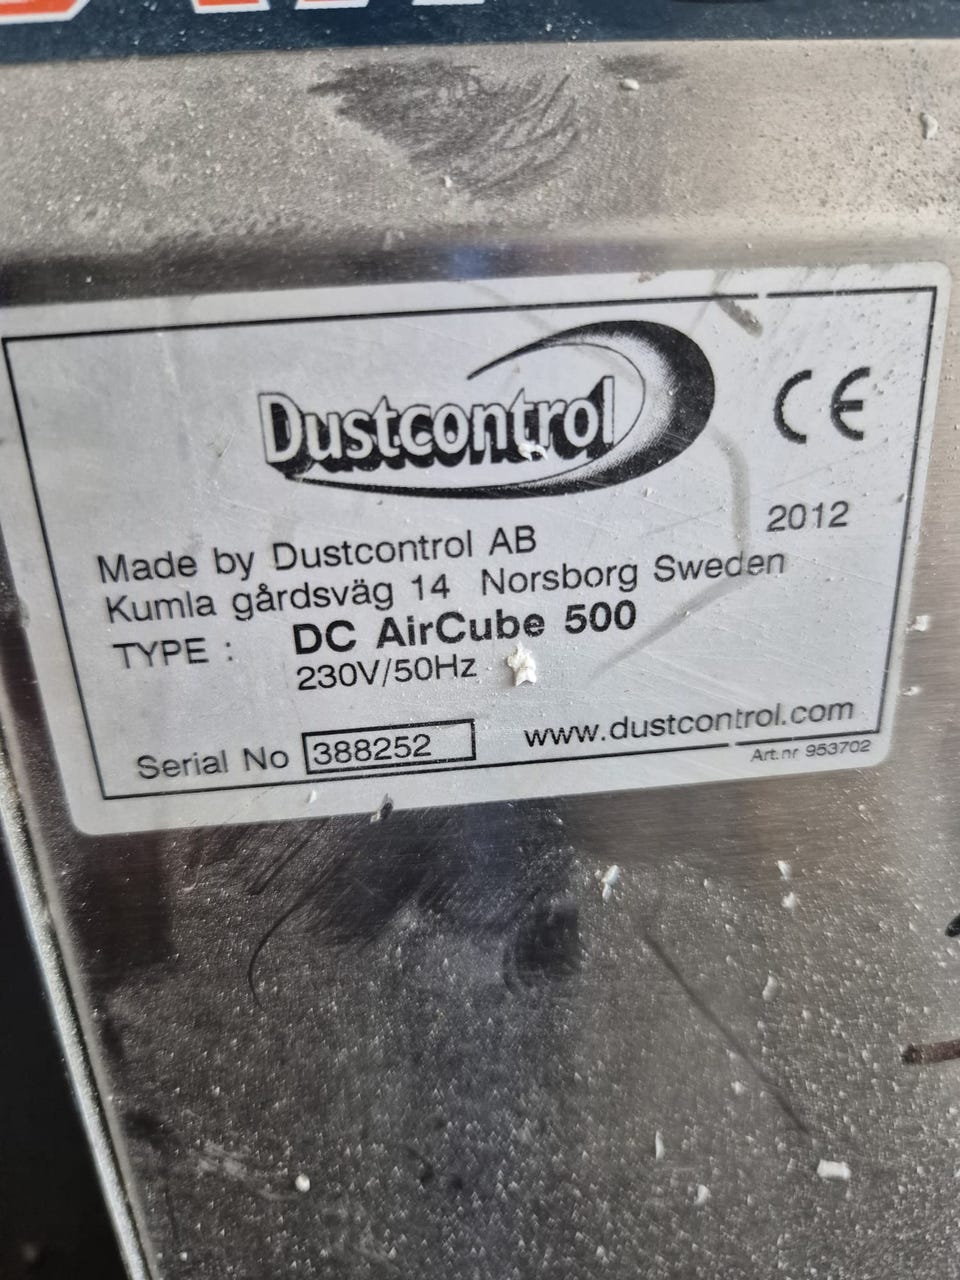 Dustcontrol
CE
2012
Made by Dustcontrol AB
Kumla gårdsväg 14 Norsborg Sweden
TYPE : DC AirCube 500
230V/50Hz
Serial No 388252
www.dustcontrol.com
Art.nr 953702